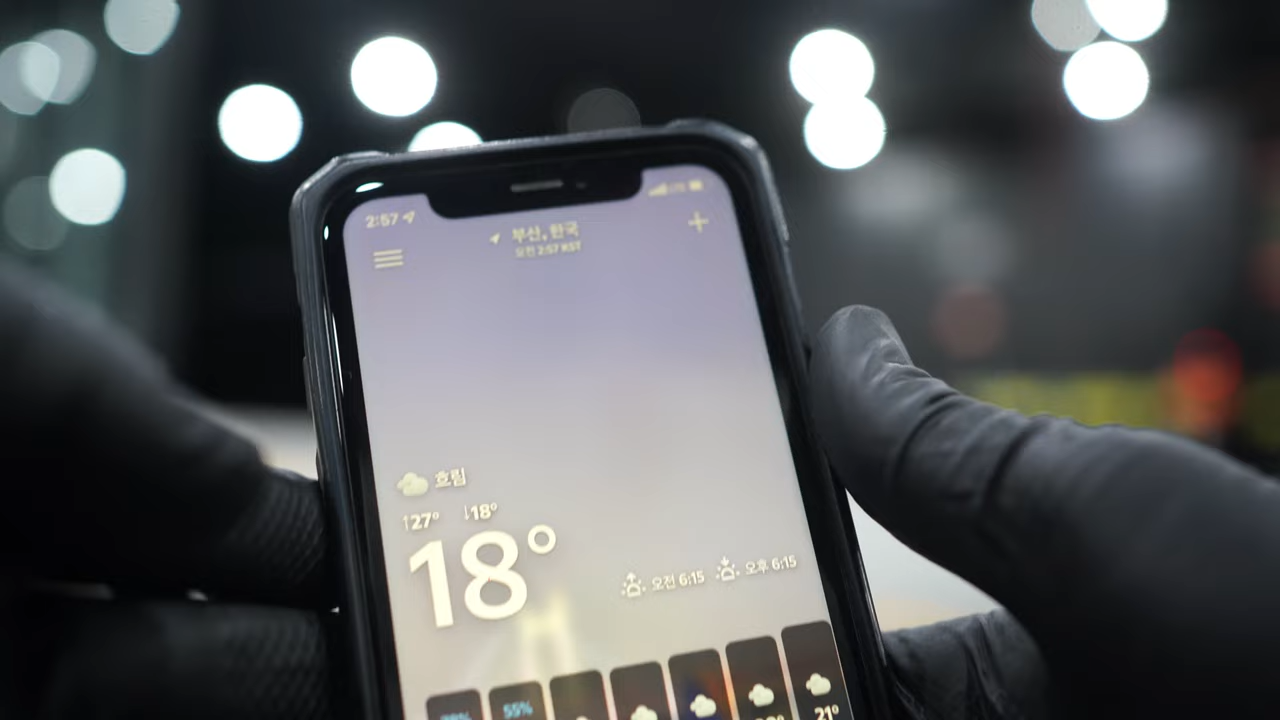 2:57
LTE
부산, 한국
오전 2:57 KST
흐림
↑27° ↓18°
18°
오전 6:15 오후 6:15
55%
21°